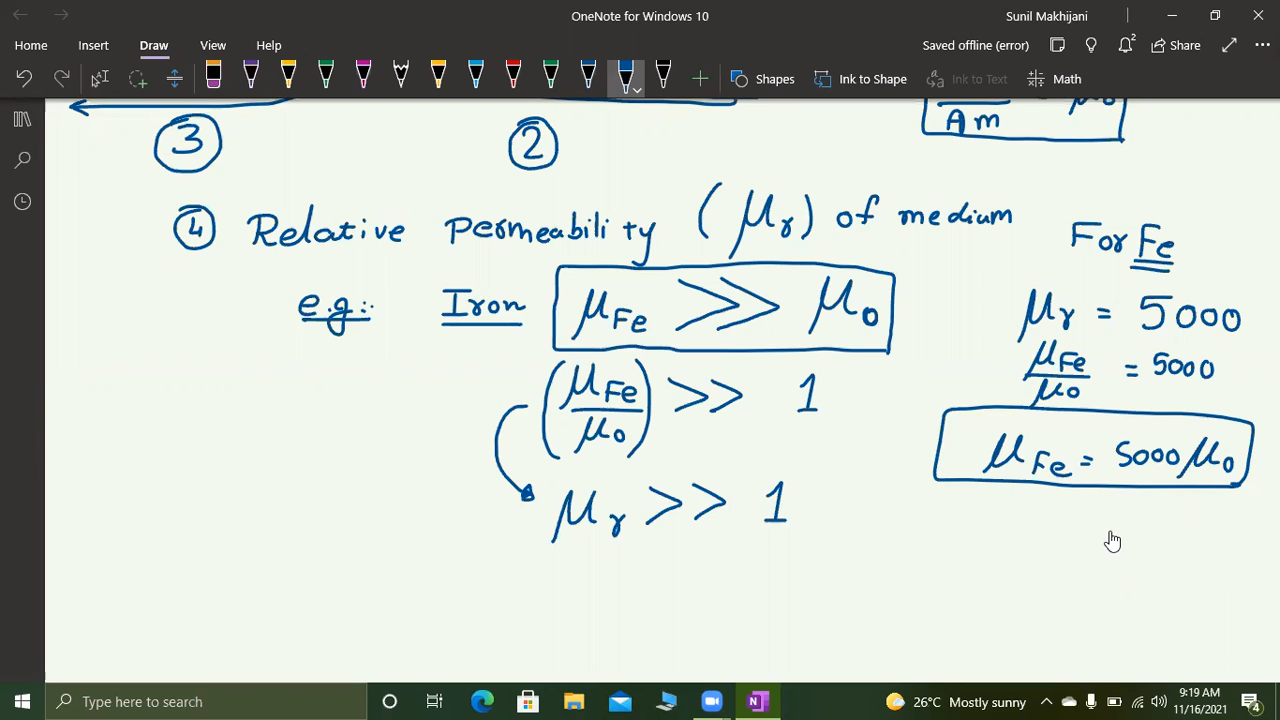 OneNote for Windows 10
Sunil Makhijani
Home Insert Draw View Help
Saved offline (error)
Share
Shapes
Ink to Shape
Ink to Text
Math
3
2
Am
μ0
④ Relative Permeability (μr) of medium
e.g:- Iron μFe >>> μ0
(μFe/μ0) >> 1
μr >> 1
For Fe
μr = 5000
μFe/μ0 = 5000
μFe = 5000μ0
Type here to search
26°C Mostly sunny
9:19 AM
11/16/2021
4